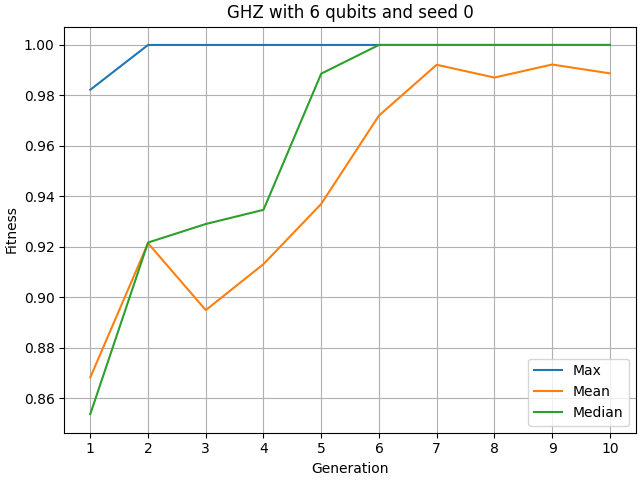 GHZ with 6 qubits and seed 0
1.00
0.98
0.96
0.94
0.92
0.90
0.88
0.86
Fitness
1 2 3 4 5 6 7 8 9 10
Generation
Max
Mean
Median